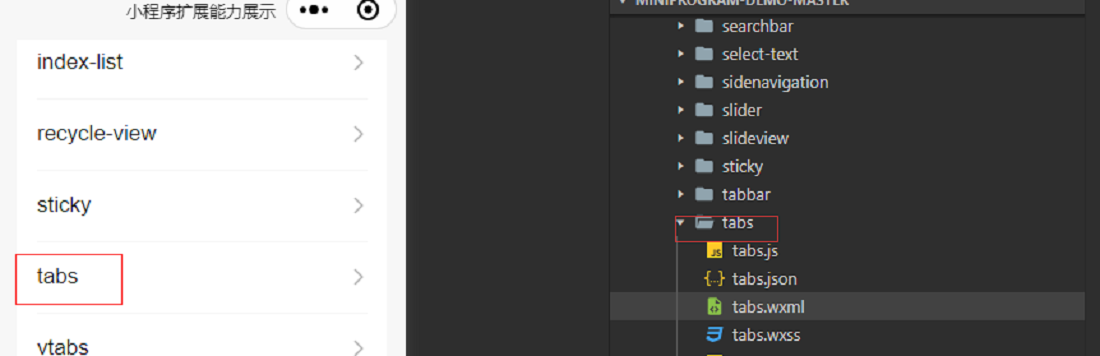 小程序扩展能力展示
index-list
recycle-view
sticky
tabs
vtabs
MINIPROGRAM-DEMO-MASTER
searchbar
select-text
sidenavigation
slider
slideview
sticky
tabbar
tabs
JS tabs.js
{..} tabs.json
tabs.wxml
tabs.wxss